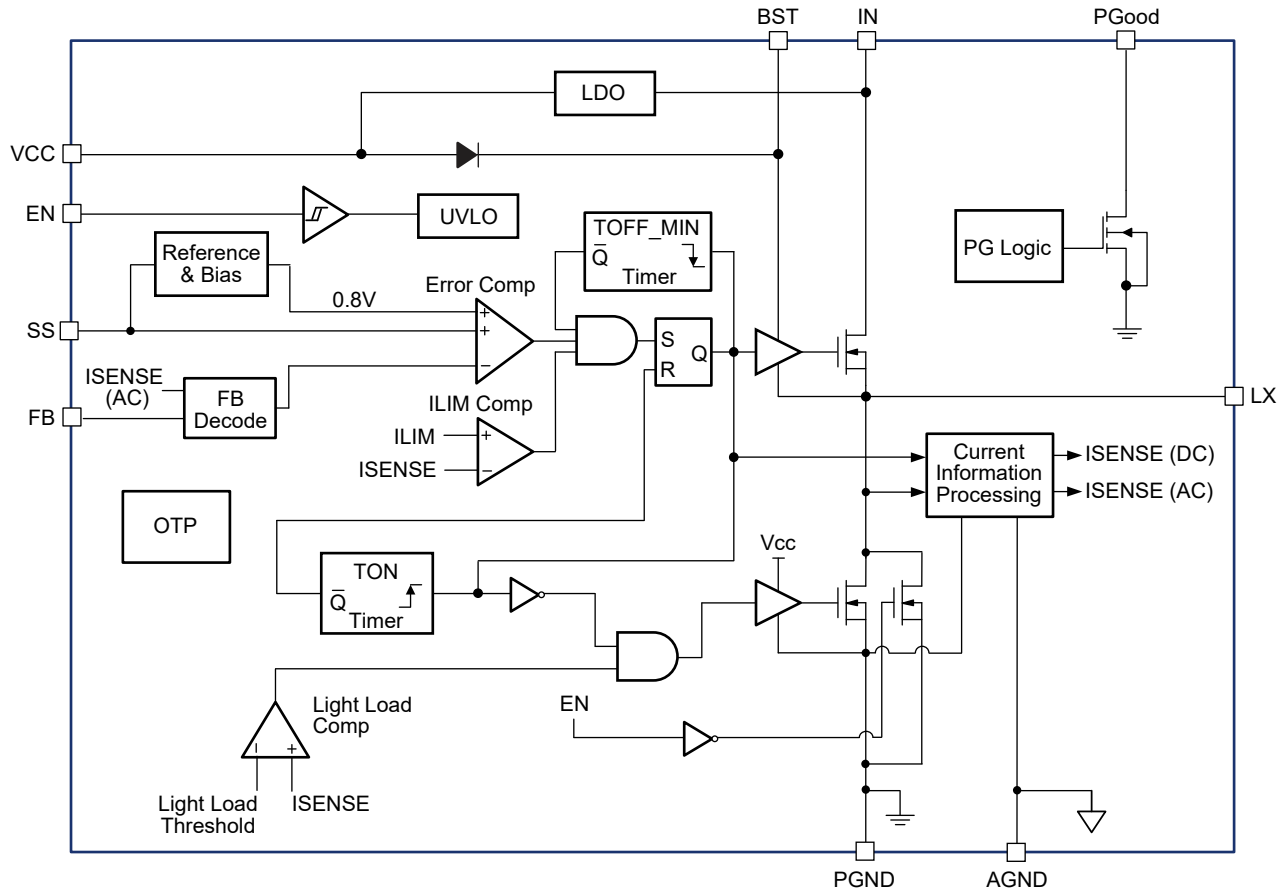 BST
IN
PGood
LDO
VCC
EN
UVLO
TOFF_MIN
Q
Timer
Reference
& Bias
PG Logic
Error Comp
0.8V
+
+
−
SS
S
R
Q
ISENSE
(AC)
FB
FB
Decode
LX
ILIM Comp
ILIM
+
ISENSE
−
Current
Information
Processing
ISENSE (DC)
ISENSE (AC)
OTP
Vcc
TON
Q
Timer
Light Load
Comp
EN
−
+
Light Load
Threshold
ISENSE
PGND
AGND